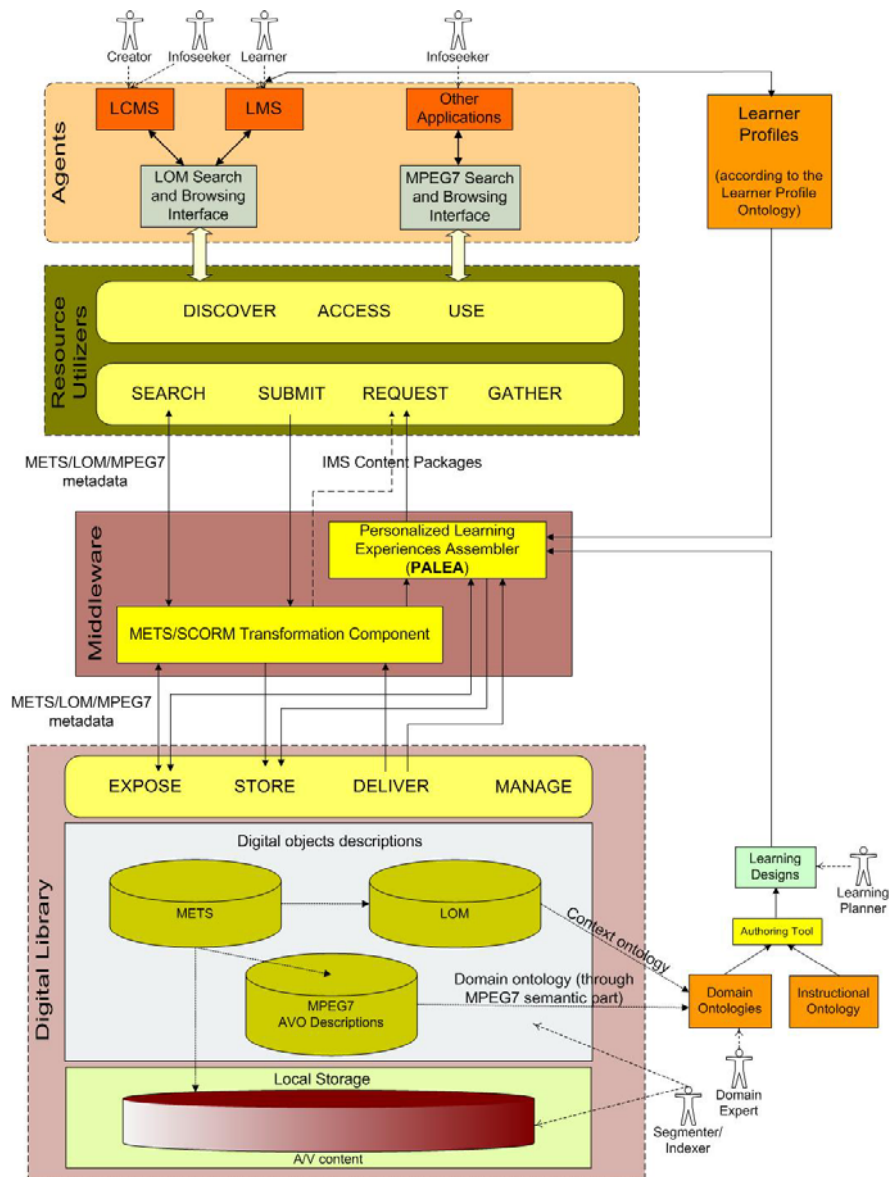 Creator
Infoseeker
Learner
Infoseeker
Agents
LCMS
LMS
Other
Applications
Learner
Profiles
(according to the
Learner Profile
Ontology)
LOM Search
and Browsing
Interface
MPEG7 Search
and Browsing
Interface
Resource
Utilizers
DISCOVER ACCESS USE
SEARCH SUBMIT REQUEST GATHER
METS/LOM/MPEG7
metadata
IMS Content Packages
Middleware
Personalized Learning
Experiences Assembler
(PALEA)
METS/SCORM Transformation Component
METS/LOM/MPEG7
metadata
Digital Library
EXPOSE STORE DELIVER MANAGE
Digital objects descriptions
METS
LOM
MPEG7
AVO Descriptions
Context ontology
Domain ontology (through
MPEG7 semantic part)
Learning
Designs
Learning
Planner
Authoring Tool
Domain
Ontologies
Instructional
Ontology
Domain
Expert
Segmenter/
Indexer
Local Storage
A/V content